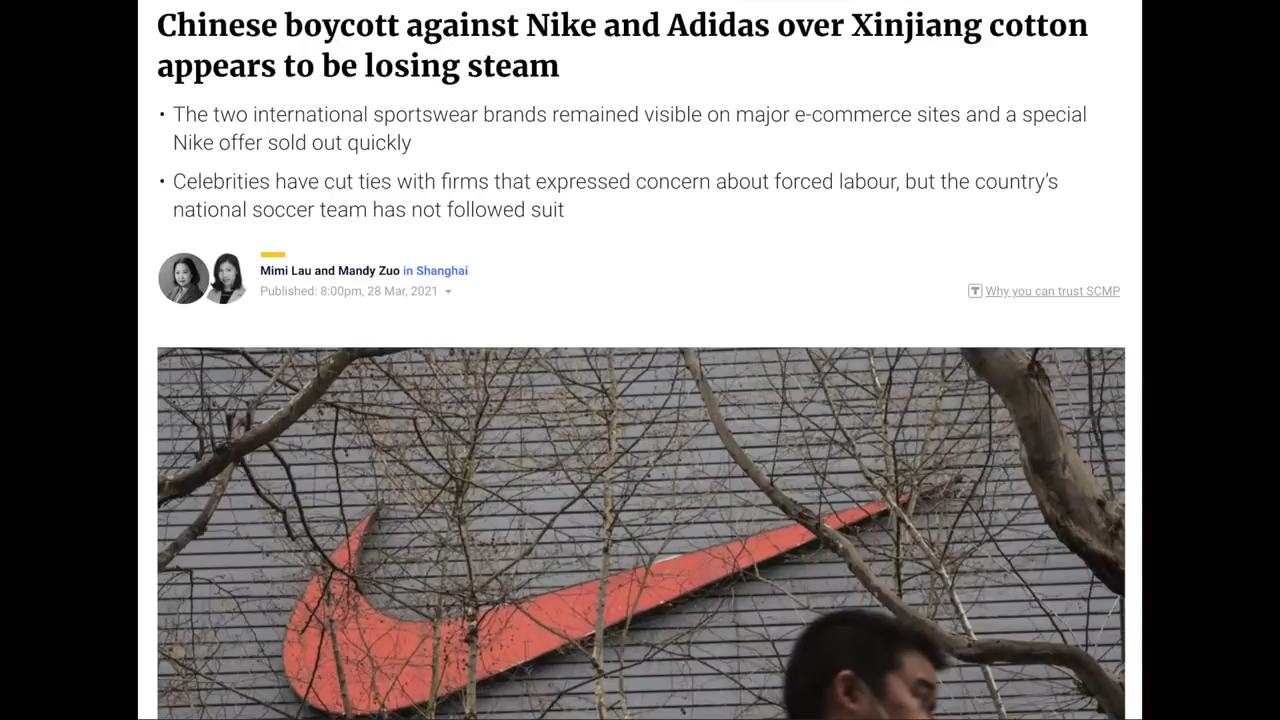 Chinese boycott against Nike and Adidas over Xinjiang cotton
appears to be losing steam
• The two international sportswear brands remained visible on major e-commerce sites and a special
Nike offer sold out quickly
• Celebrities have cut ties with firms that expressed concern about forced labour, but the country’s
national soccer team has not followed suit
Mimi Lau and Mandy Zuo in Shanghai
Published: 8:00pm, 28 Mar, 2021
Why you can trust SCMP